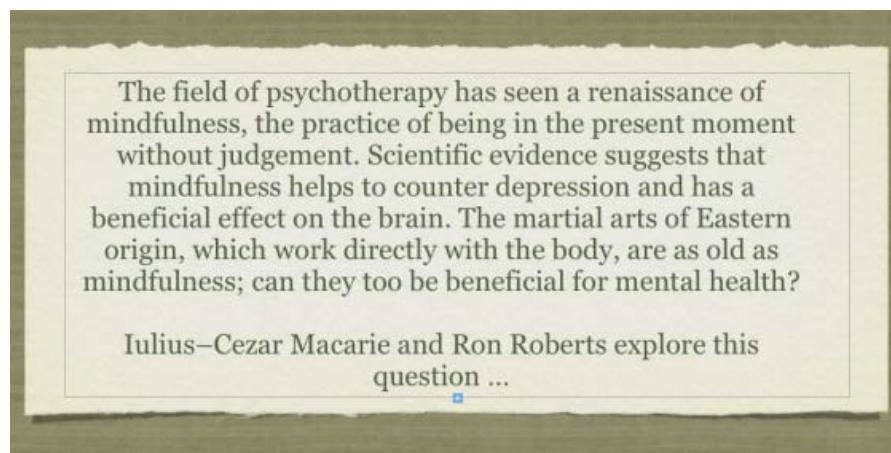 The field of psychotherapy has seen a renaissance of
mindfulness, the practice of being in the present moment
without judgement. Scientific evidence suggests that
mindfulness helps to counter depression and has a
beneficial effect on the brain. The martial arts of Eastern
origin, which work directly with the body, are as old as
mindfulness; can they too be beneficial for mental health?
Iulius–Cezar Macarie and Ron Roberts explore this
question ...